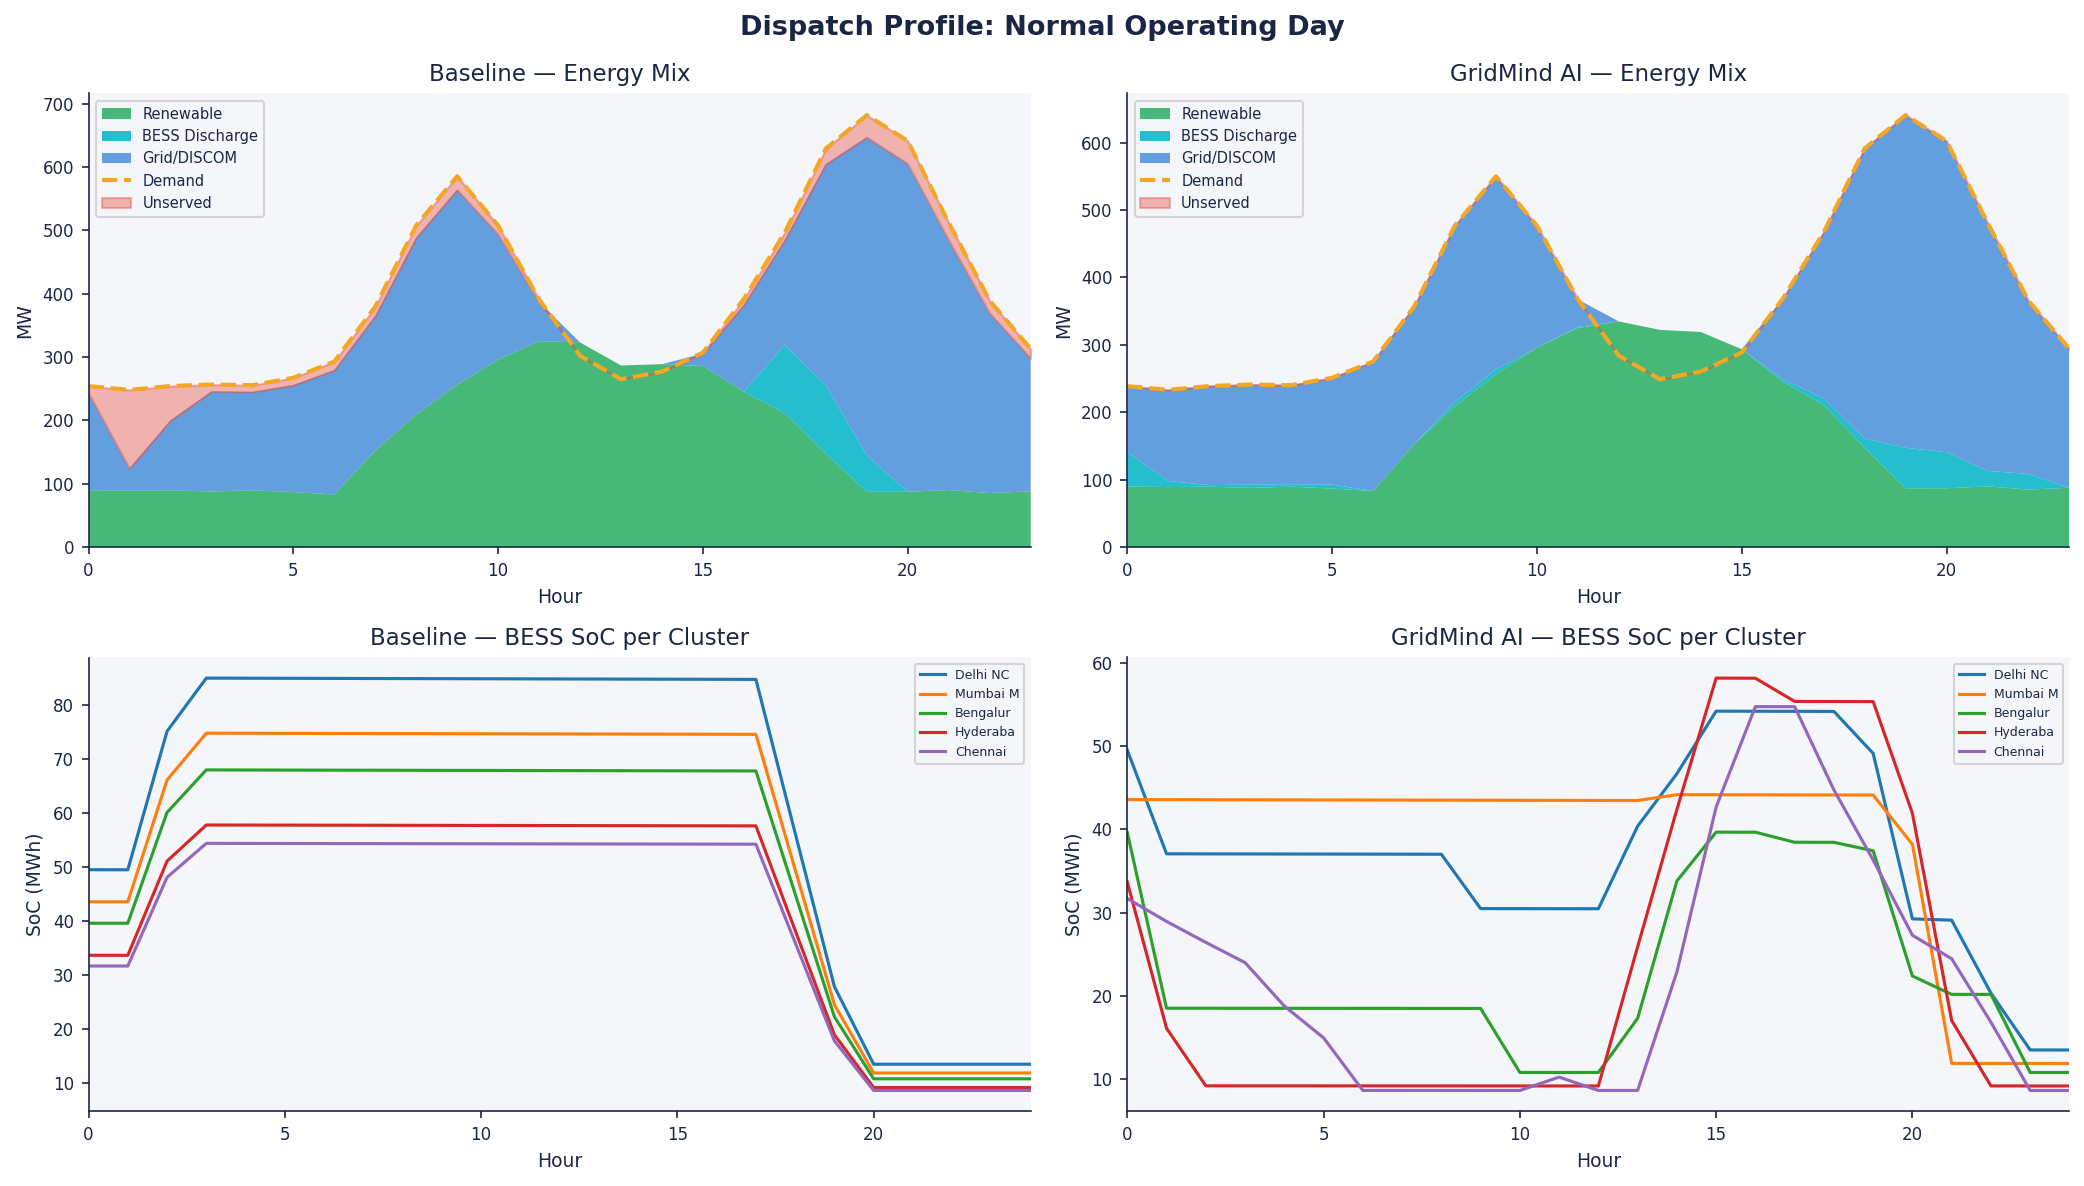 Dispatch Profile: Normal Operating Day
Baseline — Energy Mix
700
600
500
400
300
200
100
0
MW
Renewable
BESS Discharge
Grid/DISCOM
Demand
Unserved
0 5 10 15 20
Hour
GridMind AI — Energy Mix
600
500
400
300
200
100
0
MW
Renewable
BESS Discharge
Grid/DISCOM
Demand
Unserved
0 5 10 15 20
Hour
Baseline — BESS SoC per Cluster
80
70
60
50
40
30
20
10
SoC (MWh)
Delhi NC
Mumbai M
Bengalur
Hyderaba
Chennai
0 5 10 15 20
Hour
GridMind AI — BESS SoC per Cluster
60
50
40
30
20
10
SoC (MWh)
Delhi NC
Mumbai M
Bengalur
Hyderaba
Chennai
0 5 10 15 20
Hour